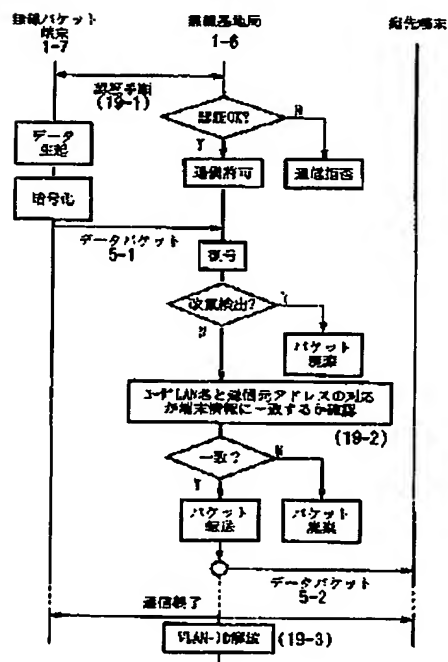 無線パケット
端末
1-7
無線基地局
1-6
宛先端末
認証手順
(19-1)
認証OK?
N
Y
データ
生起
通信許可
通信拒否
暗号化
データパケット
5-1
復号
改竄検出?
Y
N
パケット
廃棄
ユーザLAN名と送信元アドレスの対応
が端末情報に一致するか確認
(19-2)
一致?
N
Y
パケット
転送
パケット
廃棄
データパケット
5-2
通信終了
VLAN-ID解放
(19-3)